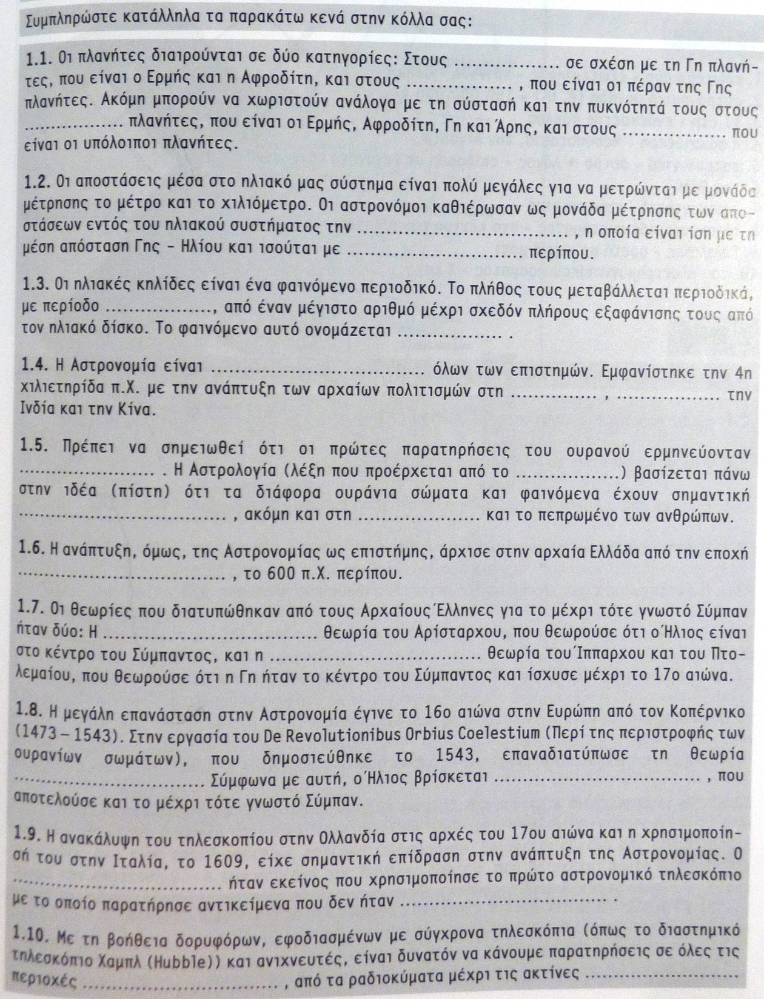 Συμπληρώστε κατάλληλα τα παρακάτω κενά στην κόλλα σας:
1.1. Οι πλανήτες διαιρούνται σε δύο κατηγορίες: Στους .................. σε σχέση με τη Γη πλανή-
τες, που είναι ο Ερμής και η Αφροδίτη, και στους .................. , που είναι οι πέραν της Γης
πλανήτες. Ακόμη μπορούν να χωριστούν ανάλογα με τη σύστασή και την πυκνότητά τους στους
.................. πλανήτες, που είναι οι Ερμής, Αφροδίτη, Γη και Άρης, και στους .................. που
είναι οι υπόλοιποι πλανήτες.
1.2. Οι αποστάσεις μέσα στο ηλιακό μας σύστημα είναι πολύ μεγάλες για να μετρώνται με μονάδα
μέτρησης το μέτρο και το χιλιόμετρο. Οι αστρονόμοι καθιέρωσαν ως μονάδα μέτρησης των απο-
στάσεων εντός του ηλιακού συστήματος την .................................... , η οποία είναι ίση με τη
μέση απόσταση Γης – Ηλίου και ισούται με .............................. περίπου.
1.3. Οι ηλιακές κηλίδες είναι ένα φαινόμενο περιοδικό. Το πλήθος τους μεταβάλλεται περιοδικά,
με περίοδο .................., από έναν μέγιστο αριθμό μέχρι σχεδόν πλήρους εξαφάνισης τους από
τον ηλιακό δίσκο. Το φαινόμενο αυτό ονομάζεται .................. .
1.4. Η Αστρονομία είναι .................................... όλων των επιστημών. Εμφανίστηκε την 4η
χιλιετηρίδα π.Χ. με την ανάπτυξη των αρχαίων πολιτισμών στη ............... , .................. την
Ινδία και την Κίνα.
1.5. Πρέπει να σημειωθεί ότι οι πρώτες παρατηρήσεις του ουρανού ερμηνεύονταν
........................ . Η Αστρολογία (λέξη που προέρχεται από το ..................) βασίζεται πάνω
στην ιδέα (πίστη) ότι τα διάφορα ουράνια σώματα και φαινόμενα έχουν σημαντική
.................................... , ακόμη και στη ..................... και το πεπρωμένο των ανθρώπων.
1.6. Η ανάπτυξη, όμως, της Αστρονομίας ως επιστήμης, άρχισε στην αρχαία Ελλάδα από την εποχή
.................................... , το 600 π.Χ. περίπου.
1.7. Οι θεωρίες που διατυπώθηκαν από τους Αρχαίους Έλληνες για το μέχρι τότε γνωστό Σύμπαν
ήταν δύο: Η .................................... θεωρία του Αρίσταρχου, που θεωρούσε ότι ο Ήλιος είναι
στο κέντρο του Σύμπαντος, και η .................................... θεωρία του Ίππαρχου και του Πτο-
λεμαίου, που θεωρούσε ότι η Γη ήταν το κέντρο του Σύμπαντος και ίσχυσε μέχρι το 17ο αιώνα.
1.8. Η μεγάλη επανάσταση στην Αστρονομία έγινε το 16ο αιώνα στην Ευρώπη από τον Κοπέρνικο
(1473 – 1543). Στην εργασία του De Revolutionibus Orbius Coelestium (Περί της περιστροφής των
ουρανίων σωμάτων), που δημοσιεύθηκε το 1543, επαναδιατύπωσε τη θεωρία
................................. Σύμφωνα με αυτή, ο Ήλιος βρίσκεται .................................... , που
αποτελούσε και το μέχρι τότε γνωστό Σύμπαν.
1.9. Η ανακάλυψη του τηλεσκοπίου στην Ολλανδία στις αρχές του 17ου αιώνα και η χρησιμοποίη-
σή του στην Ιταλία, το 1609, είχε σημαντική επίδραση στην ανάπτυξη της Αστρονομίας. Ο
.................................... ήταν εκείνος που χρησιμοποίησε το πρώτο αστρονομικό τηλεσκόπιο
με το οποίο παρατήρησε αντικείμενα που δεν ήταν .................................... .
1.10. Με τη βοήθεια δορυφόρων, εφοδιασμένων με σύγχρονα τηλεσκόπια (όπως το διαστημικό
τηλεσκόπιο Χαμπλ (Hubble)) και ανιχνευτές, είναι δυνατόν να κάνουμε παρατηρήσεις σε όλες τις
περιοχές .................................. , από τα ραδιοκύματα μέχρι τις ακτίνες ...........................